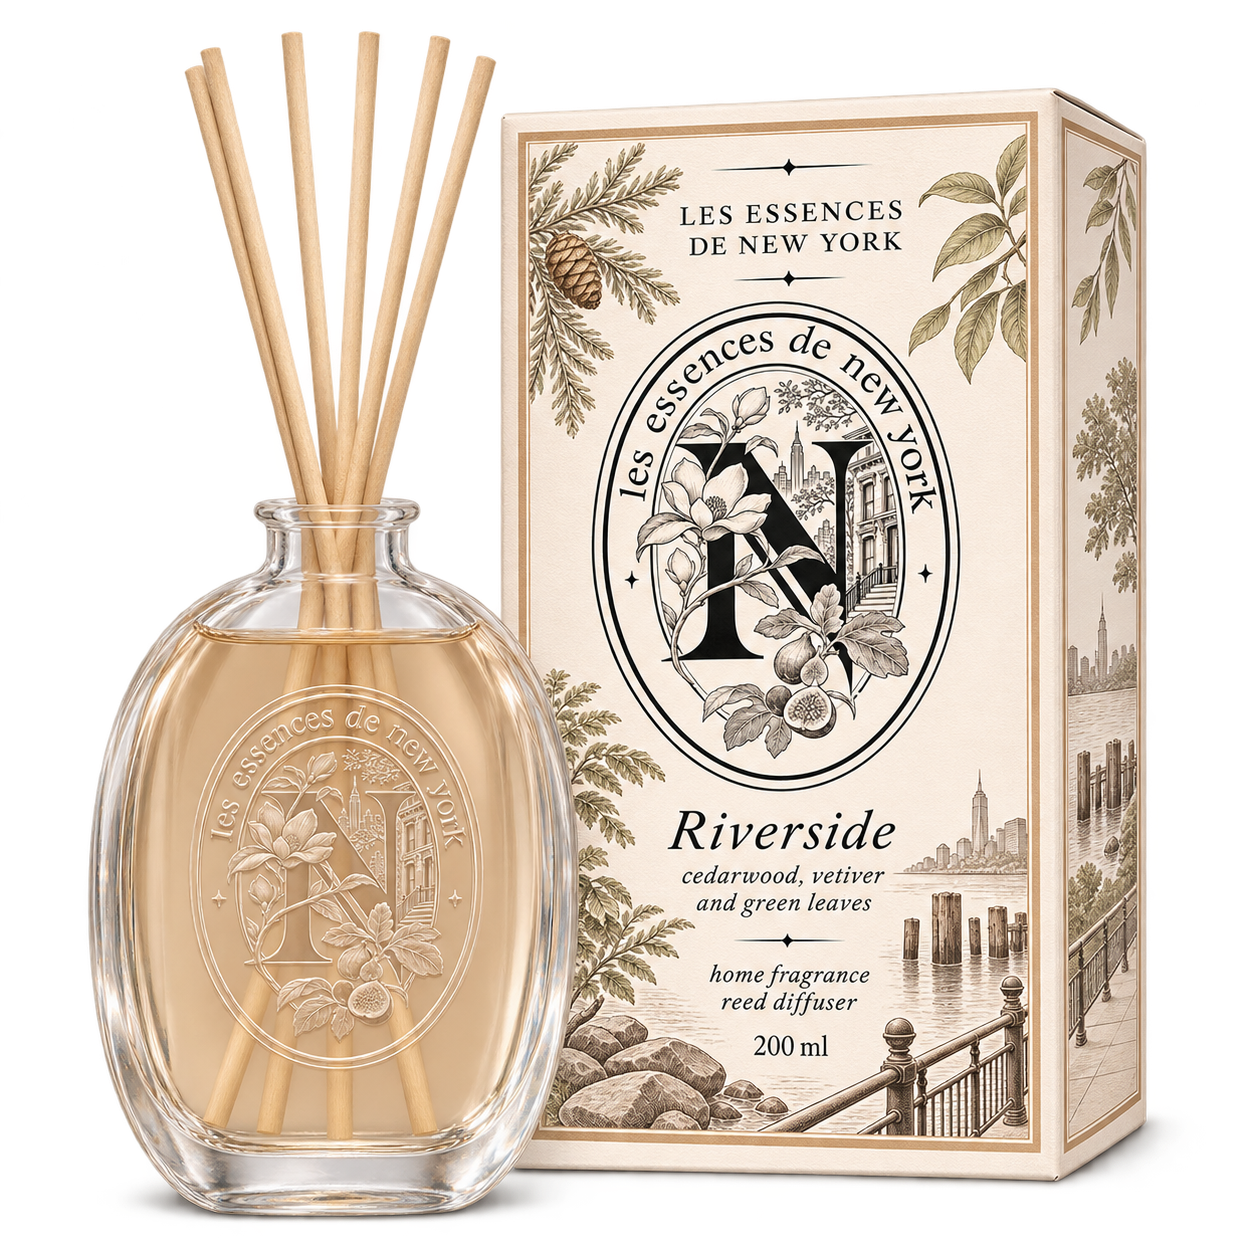 LES ESSENCES
DE NEW YORK
les essences de new york
N
Riverside
cedarwood, vetiver
and green leaves
home fragrance
reed diffuser
200 ml
les essences de new york
N